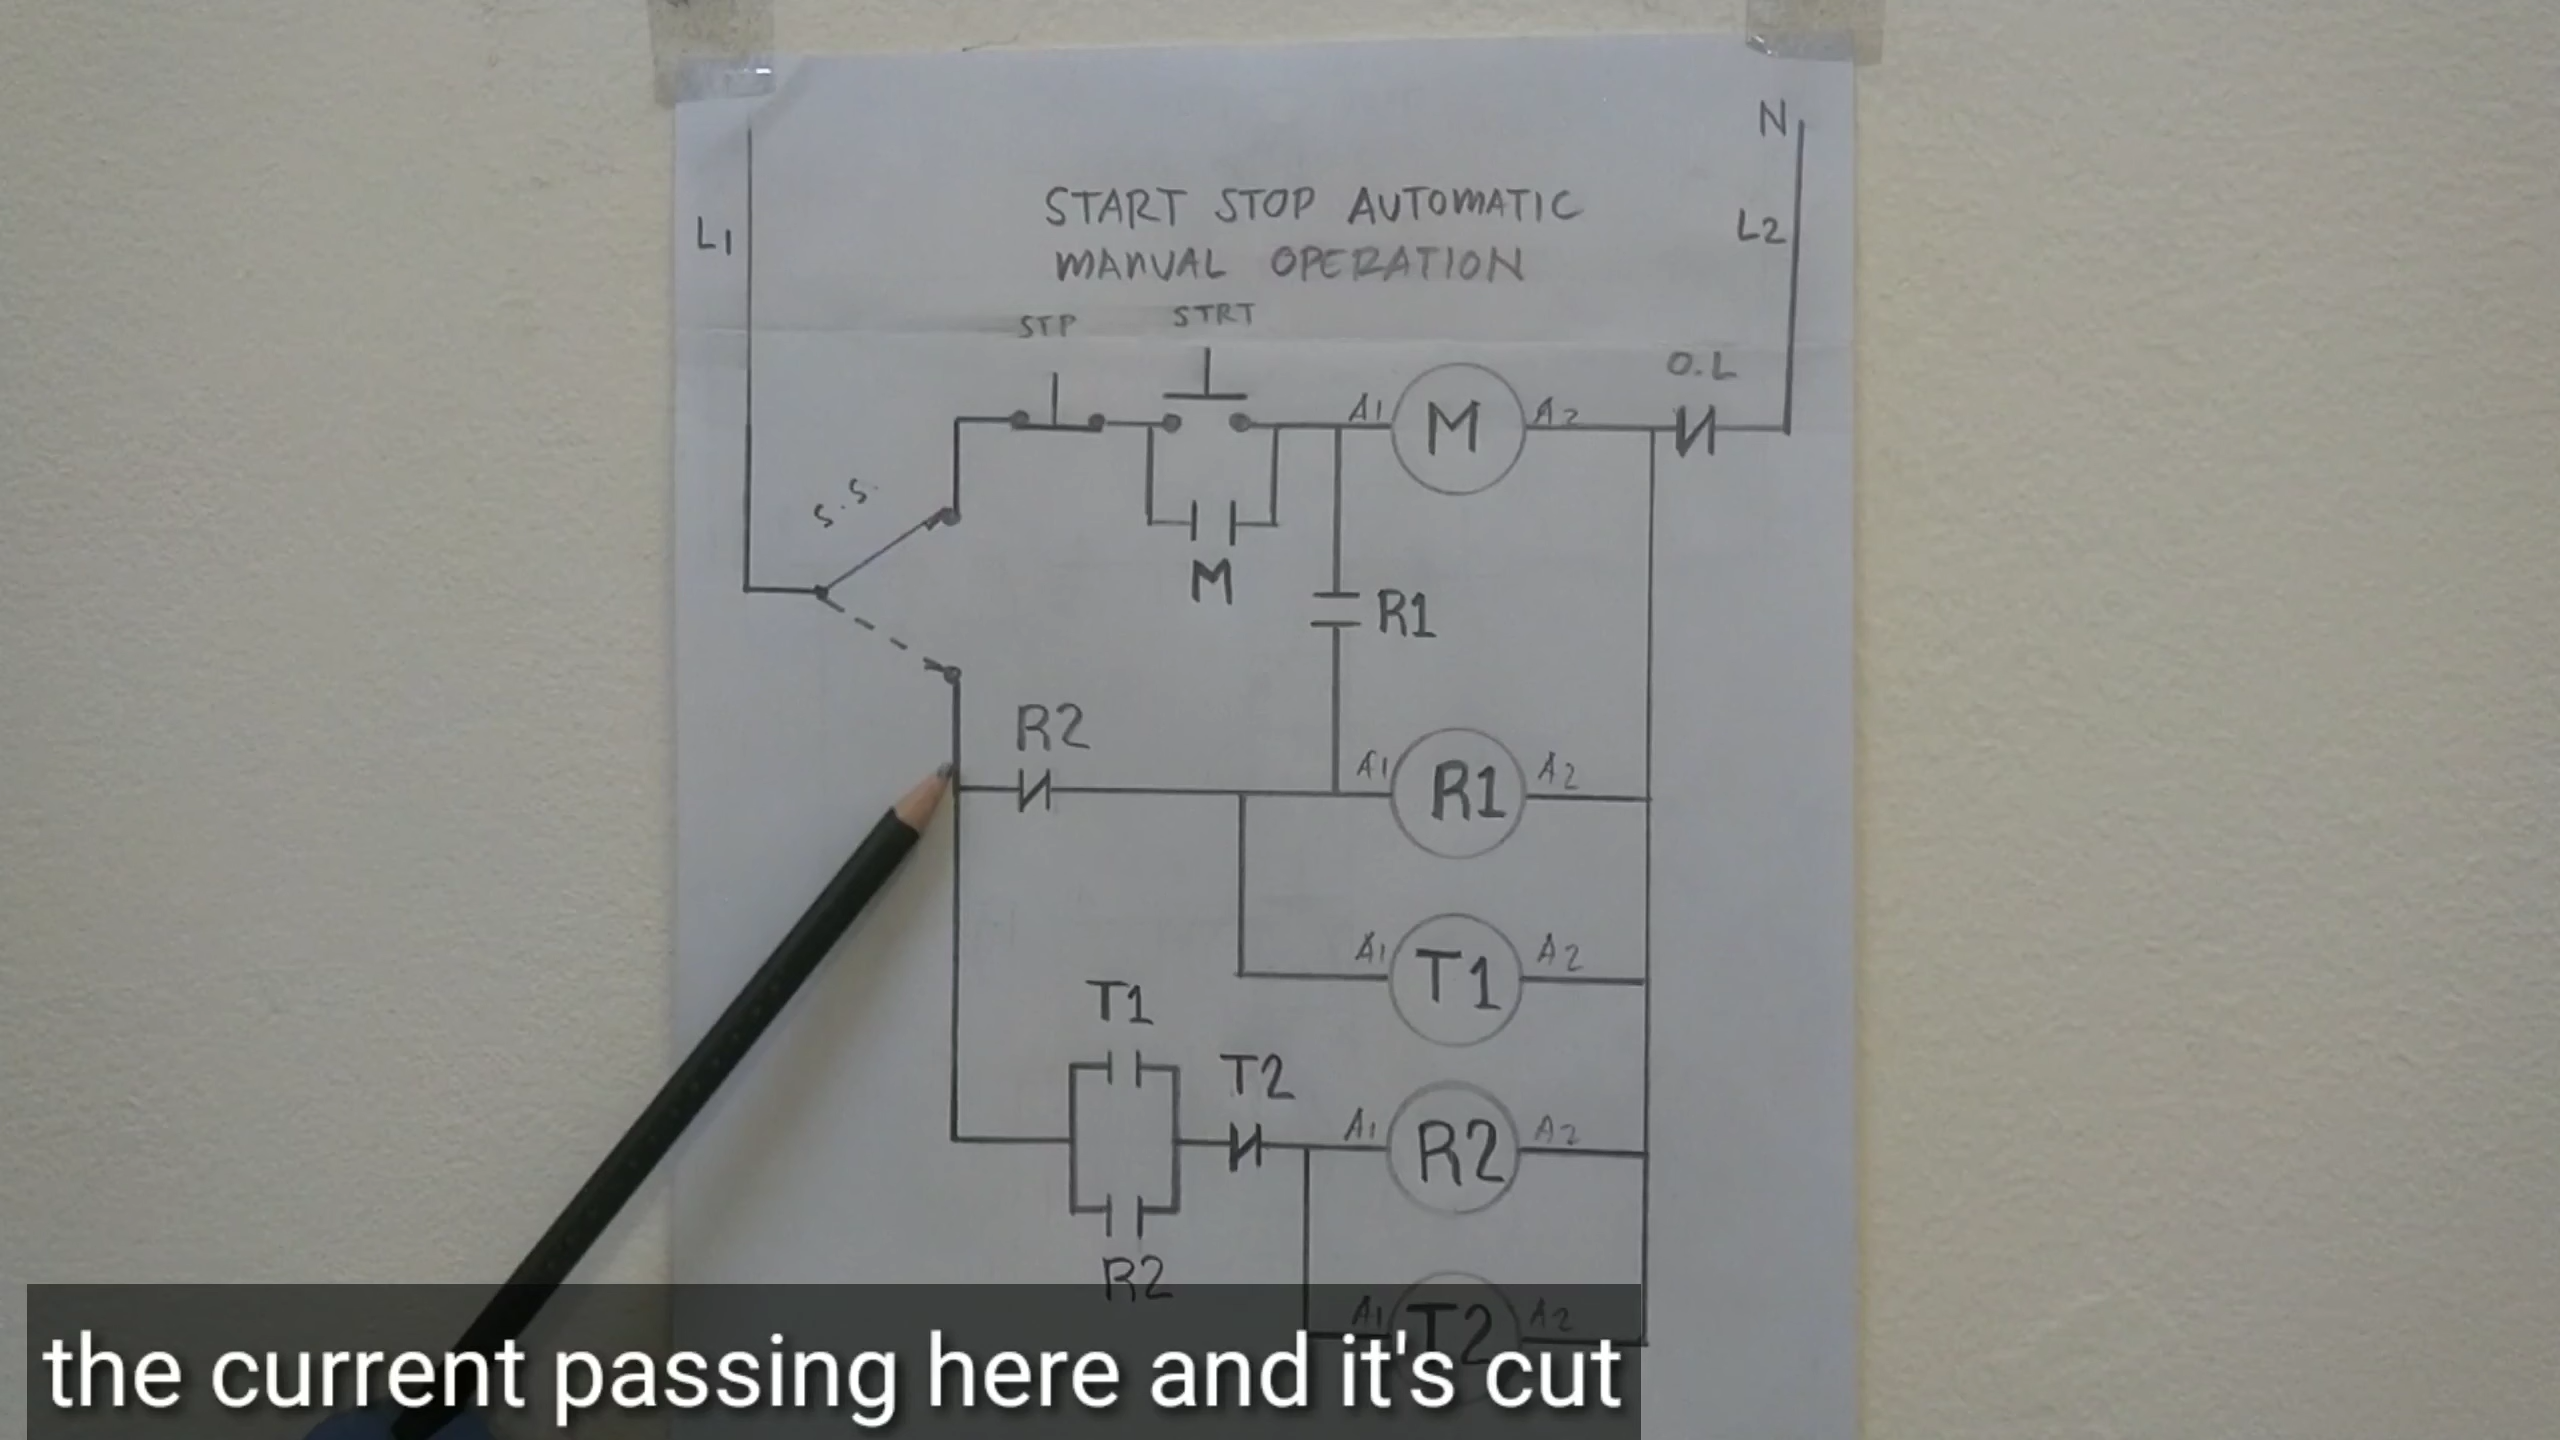 N
L1
L2
START STOP AUTOMATIC
MANUAL OPERATION
STP
STRT
O.L
A1
M
A2
S.S.
M
R1
R2
A1
R1
A2
T1
A1
T1
A2
T2
A1
R2
A2
R2
A1
T2
A2
the current passing here and it's cut